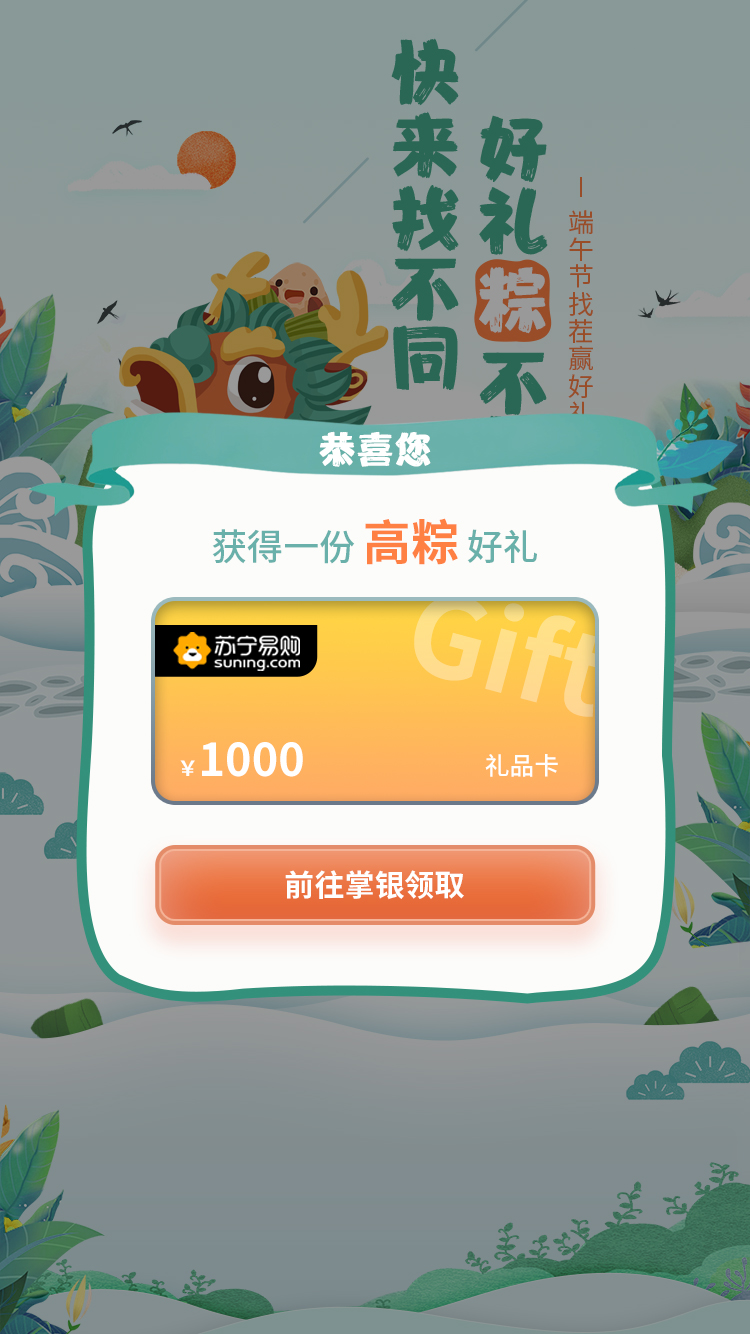 快来找不同
好礼粽不
端午节找茬赢好礼
恭喜您
获得一份 高粽 好礼
苏宁易购
suning.com
Gift
¥1000
礼品卡
前往掌银领取